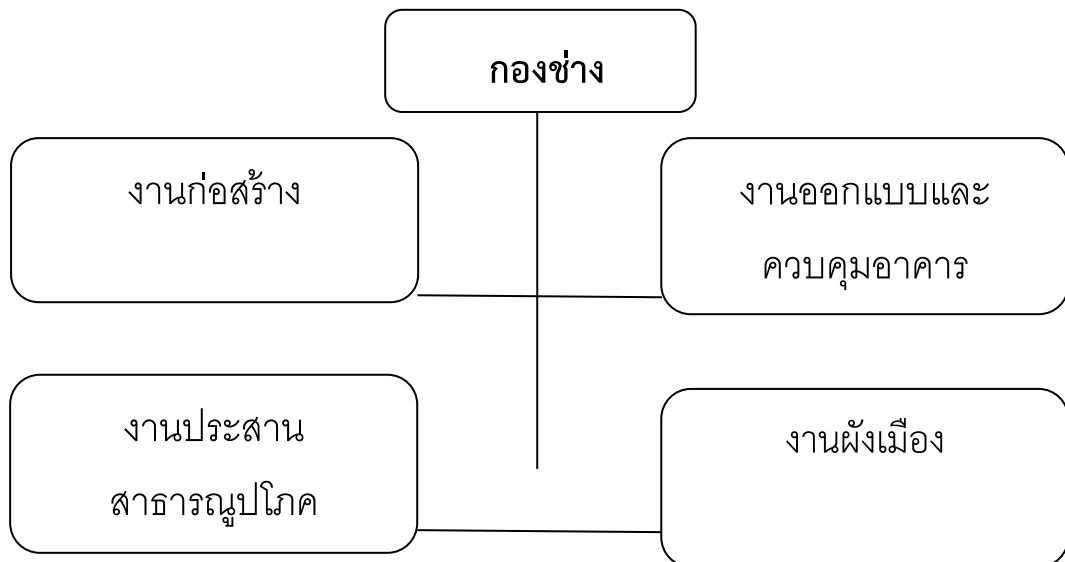 กองช่าง
งานก่อสร้าง
งานออกแบบและ
ควบคุมอาคาร
งานประสาน
สาธารณูปโภค
งานผังเมือง